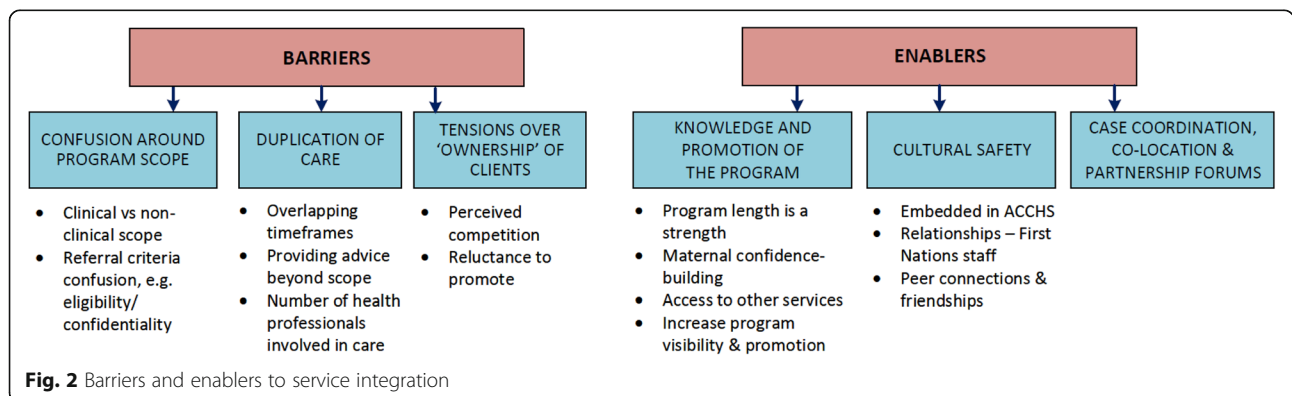 BARRIERS
CONFUSION AROUND
PROGRAM SCOPE
• Clinical vs non-
clinical scope
• Referral criteria
confusion, e.g.
eligibility/
confidentiality
DUPLICATION OF
CARE
• Overlapping
timeframes
• Providing advice
beyond scope
• Number of health
professionals
involved in care
TENSIONS OVER
‘OWNERSHIP’ OF
CLIENTS
• Perceived
competition
• Reluctance to
promote
ENABLERS
KNOWLEDGE AND
PROMOTION OF
THE PROGRAM
• Program length is a
strength
• Maternal confidence-
building
• Access to other services
• Increase program
visibility & promotion
CULTURAL SAFETY
• Embedded in ACCHS
• Relationships – First
Nations staff
• Peer connections &
friendships
CASE COORDINATION,
CO-LOCATION &
PARTNERSHIP FORUMS
Fig. 2 Barriers and enablers to service integration